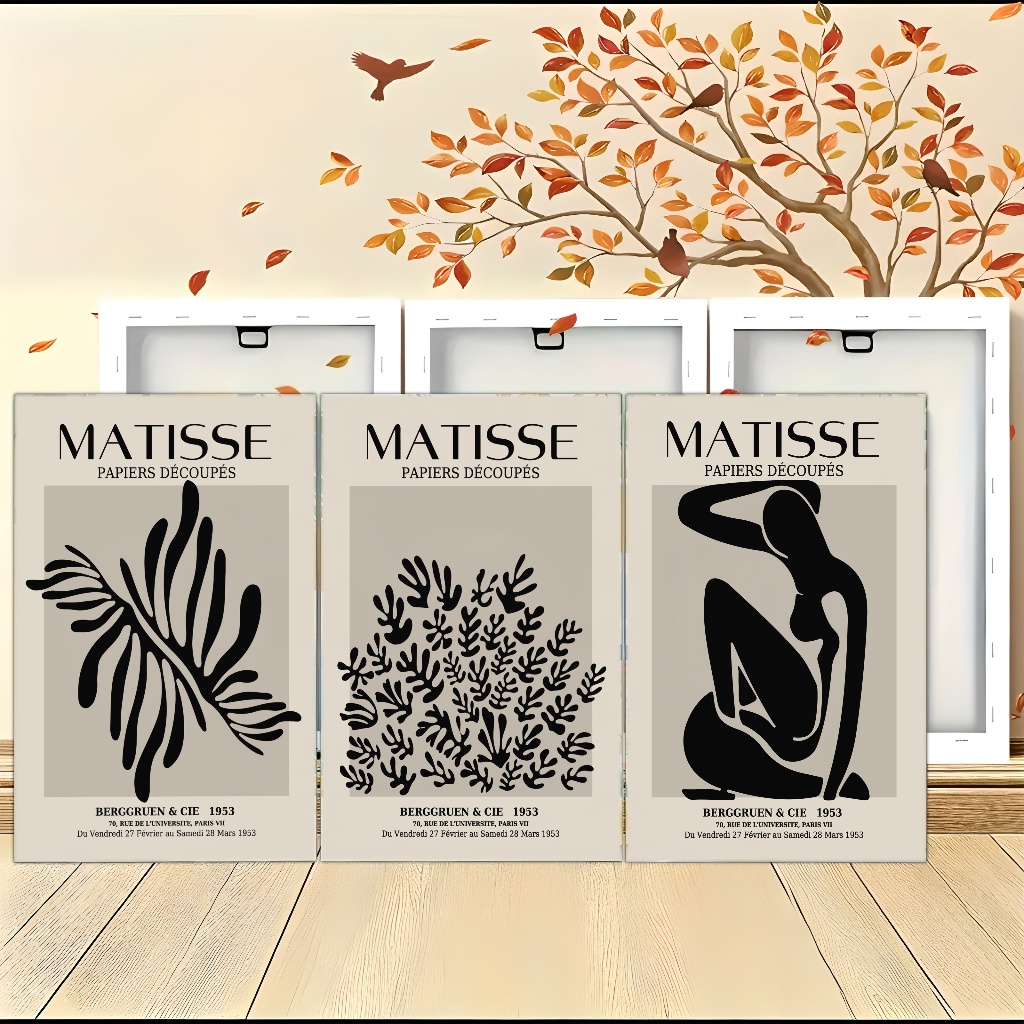 MATISSE
PAPIERS DÉCOUPÉS
BERGGRUEN & CIE 1953
70, RUE DE L'UNIVERSITE, PARIS VII
Du Vendredi 27 Février au Samedi 28 Mars 1953
MATISSE
PAPIERS DÉCOUPÉS
BERGGRUEN & CIE 1953
70, RUE DE L'UNIVERSITE, PARIS VII
Du Vendredi 27 Février au Samedi 28 Mars 1953
MATISSE
PAPIERS DÉCOUPÉS
BERGGRUEN & CIE 1953
70, RUE DE L'UNIVERSITE, PARIS VII
Du Vendredi 27 Février au Samedi 28 Mars 1953